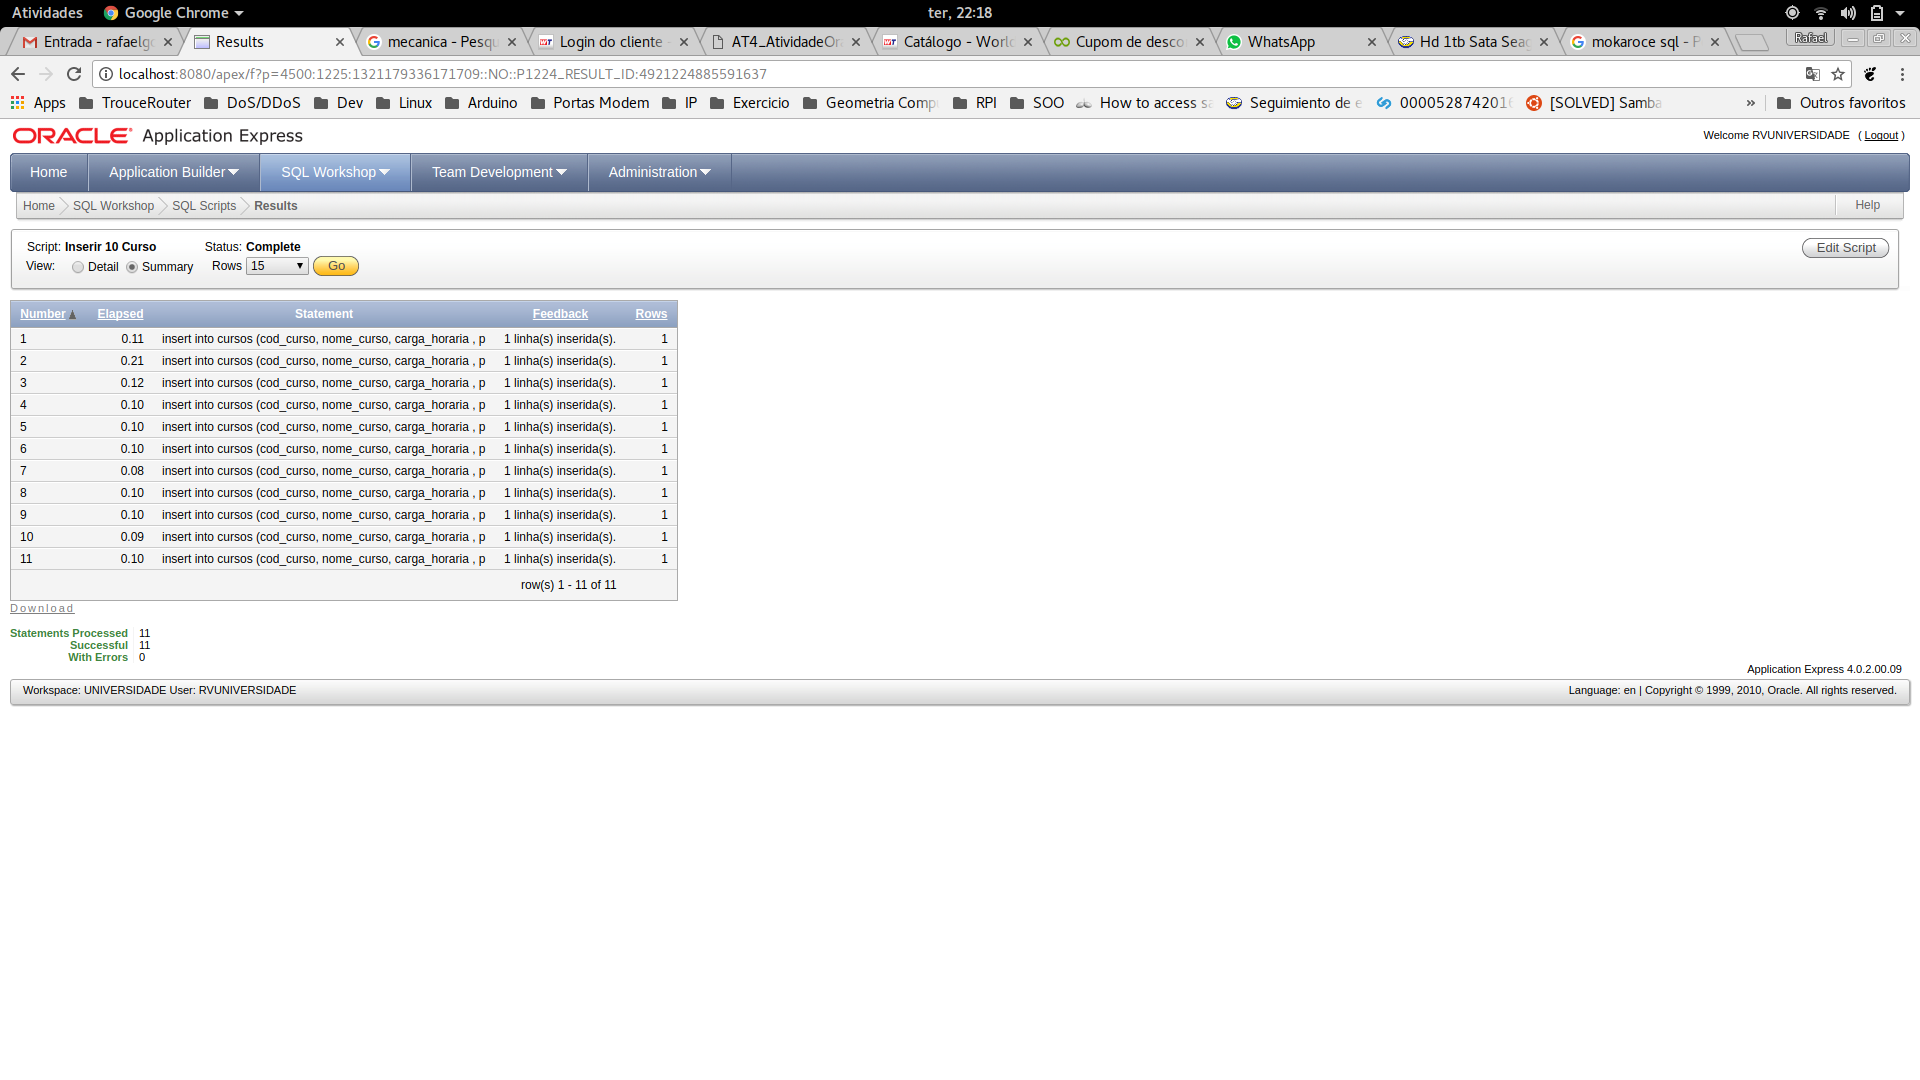 Atividades Google Chrome ter, 22:18
Entrada - rafaelgo Results mecanica - Pesqu Login do cliente - AT4_AtividadeOra Catálogo - World Cupom de desco WhatsApp Hd 1tb Sata Seag mokaroce sql - P Rafael
localhost:8080/apex/f?p=4500:1225:1321179336171709::NO::P1224_RESULT_ID:4921224885591637
Apps TrouceRouter DoS/DDoS Dev Linux Arduino Portas Modem IP Exercicio Geometria Comp RPI SOO How to access sa Seguimiento de e 0000528742016 [SOLVED] Samba » Outros favoritos
ORACLE Application Express Welcome RVUNIVERSIDADE ( Logout )
Home Application Builder SQL Workshop Team Development Administration
Home SQL Workshop SQL Scripts Results Help
Script: Inserir 10 Curso Status: Complete Edit Script
View: Detail Summary Rows 15 Go
Number Elapsed Statement Feedback Rows
1 0.11 insert into cursos (cod_curso, nome_curso, carga_horaria , p 1 linha(s) inserida(s). 1
2 0.21 insert into cursos (cod_curso, nome_curso, carga_horaria , p 1 linha(s) inserida(s). 1
3 0.12 insert into cursos (cod_curso, nome_curso, carga_horaria , p 1 linha(s) inserida(s). 1
4 0.10 insert into cursos (cod_curso, nome_curso, carga_horaria , p 1 linha(s) inserida(s). 1
5 0.10 insert into cursos (cod_curso, nome_curso, carga_horaria , p 1 linha(s) inserida(s). 1
6 0.10 insert into cursos (cod_curso, nome_curso, carga_horaria , p 1 linha(s) inserida(s). 1
7 0.08 insert into cursos (cod_curso, nome_curso, carga_horaria , p 1 linha(s) inserida(s). 1
8 0.10 insert into cursos (cod_curso, nome_curso, carga_horaria , p 1 linha(s) inserida(s). 1
9 0.10 insert into cursos (cod_curso, nome_curso, carga_horaria , p 1 linha(s) inserida(s). 1
10 0.09 insert into cursos (cod_curso, nome_curso, carga_horaria , p 1 linha(s) inserida(s). 1
11 0.10 insert into cursos (cod_curso, nome_curso, carga_horaria , p 1 linha(s) inserida(s). 1
row(s) 1 - 11 of 11
Download
Statements Processed 11
Successful 11
With Errors 0
Application Express 4.0.2.00.09
Workspace: UNIVERSIDADE User: RVUNIVERSIDADE Language: en | Copyright © 1999, 2010, Oracle. All rights reserved.